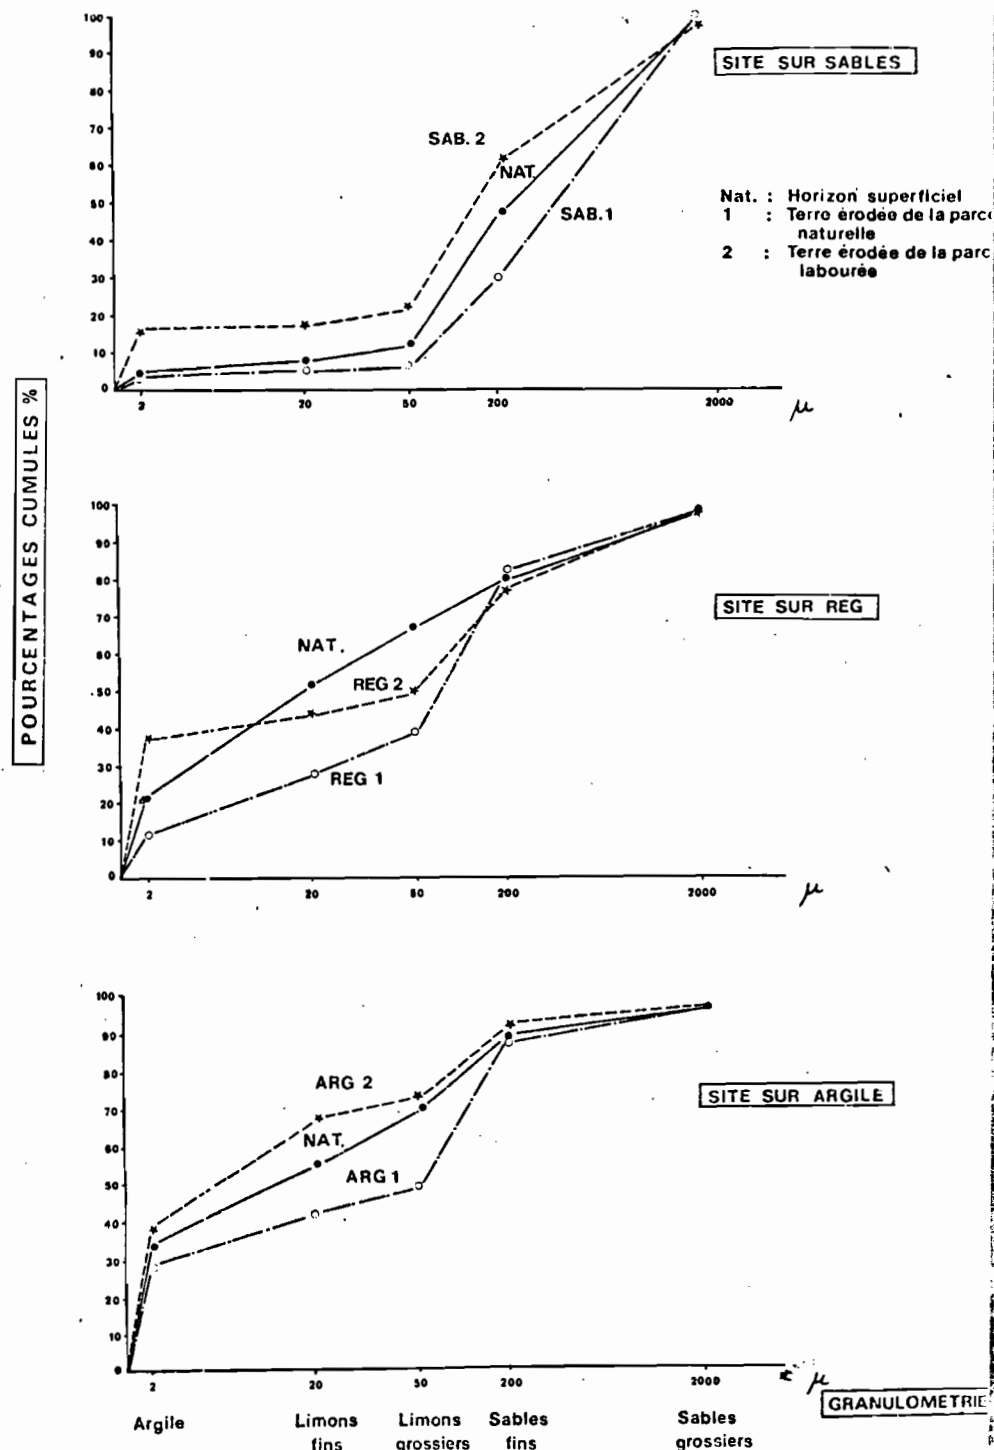 POURCENTAGES CUMULES %
100
90
80
70
60
50
40
30
20
10
0
SITE SUR SABLES
SAB. 2
NAT.
SAB.1
Nat. : Horizon superficiel
1 : Terre érodée de la parc
naturelle
2 : Terre érodée de la parc
labourée
2 20 50 200 2000 µ
100
90
80
70
60
50
40
30
20
10
0
SITE SUR REG
NAT.
REG 2
REG 1
2 20 50 200 2000 µ
100
90
80
70
60
50
40
30
20
10
0
SITE SUR ARGILE
ARG 2
NAT.
ARG 1
2 20 50 200 2000 µ
GRANULOMETRIE
Argile Limons Limons Sables Sables
fins grossiers fins grossiers